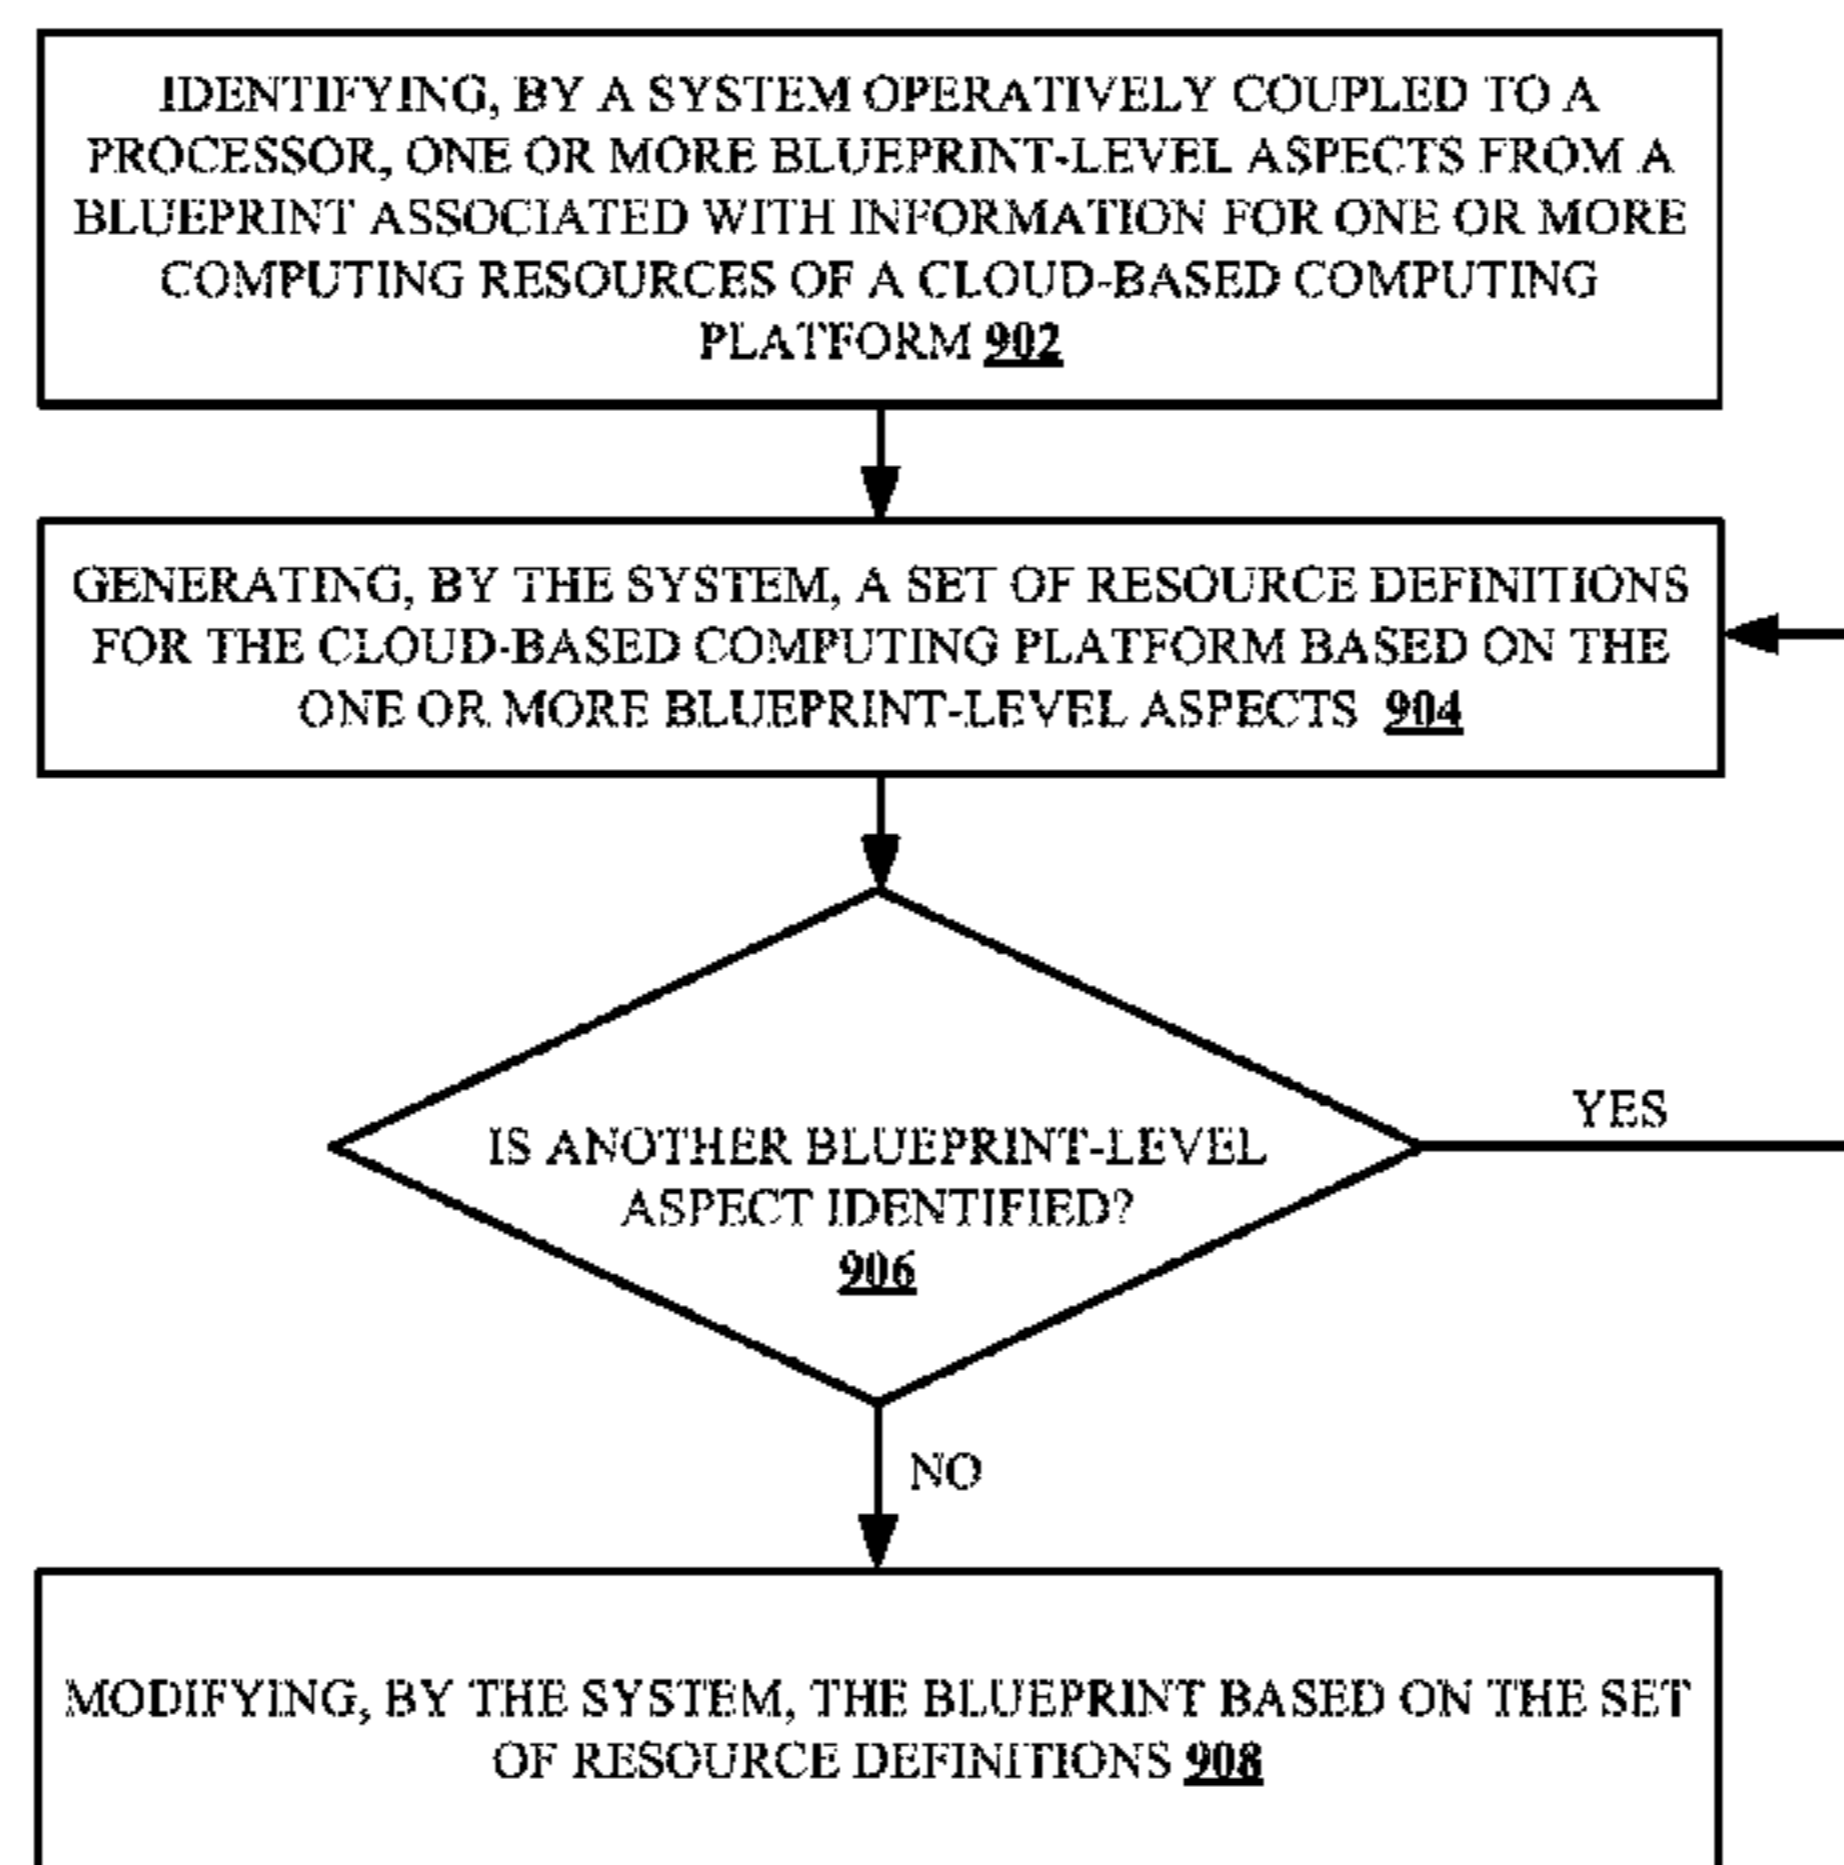 IDENTIFYING, BY A SYSTEM OPERATIVELY COUPLED TO A
PROCESSOR, ONE OR MORE BLUEPRINT-LEVEL ASPECTS FROM A
BLUEPRINT ASSOCIATED WITH INFORMATION FOR ONE OR MORE
COMPUTING RESOURCES OF A CLOUD-BASED COMPUTING
PLATFORM 902
GENERATING, BY THE SYSTEM, A SET OF RESOURCE DEFINITIONS
FOR THE CLOUD-BASED COMPUTING PLATFORM BASED ON THE
ONE OR MORE BLUEPRINT-LEVEL ASPECTS 904
YES
IS ANOTHER BLUEPRINT-LEVEL
ASPECT IDENTIFIED?
906
NO
MODIFYING, BY THE SYSTEM, THE BLUEPRINT BASED ON THE SET
OF RESOURCE DEFINITIONS 908